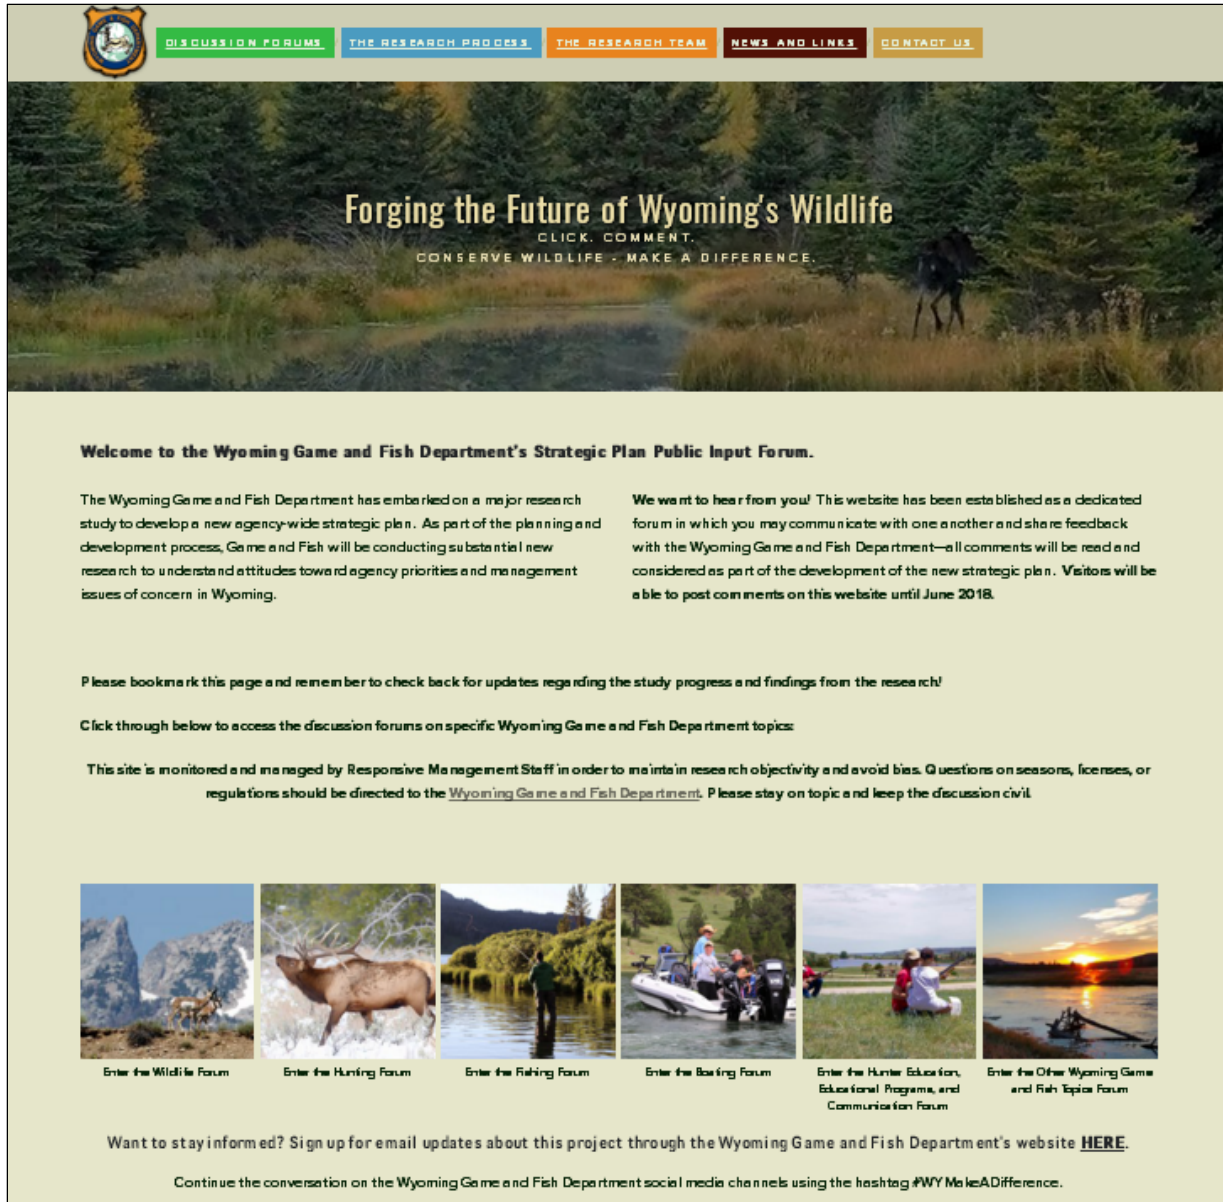 DISCUSSION FORUMS THE RESEARCH PROCESS THE RESEARCH TEAM NEWS AND LINKS CONTACT US
Forging the Future of Wyoming's Wildlife
CLICK. COMMENT.
CONSERVE WILDLIFE - MAKE A DIFFERENCE.
Welcome to the Wyoming Game and Fish Department's Strategic Plan Public Input Forum.
The Wyoming Game and Fish Department has embarked on a major research
study to develop a new agency-wide strategic plan. As part of the planning and
development process, Game and Fish will be conducting substantial new
research to understand attitudes toward agency priorities and management
issues of concern in Wyoming.
We want to hear from you! This website has been established as a dedicated
forum in which you may communicate with one another and share feedback
with the Wyoming Game and Fish Department—all comments will be read and
considered as part of the development of the new strategic plan. Visitors will be
able to post comments on this website until June 2018.
Please bookmark this page and remember to check back for updates regarding the study progress and findings from the research!
Click through below to access the discussion forums on specific Wyoming Game and Fish Department topics:
This site is monitored and managed by Responsive Management Staff in order to maintain research objectivity and avoid bias. Questions on seasons, licenses, or
regulations should be directed to the Wyoming Game and Fish Department. Please stay on topic and keep the discussion civil.
Enter the Wildlife Forum
Enter the Hunting Forum
Enter the Fishing Forum
Enter the Boating Forum
Enter the Hunter Education,
Educational Programs, and
Communication Forum
Enter the Other Wyoming Game
and Fish Topics Forum
Want to stay informed? Sign up for email updates about this project through the Wyoming Game and Fish Department's website HERE.
Continue the conversation on the Wyoming Game and Fish Department social media channels using the hashtag #WYMakeADifference.